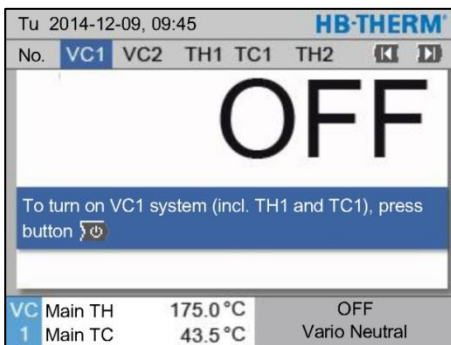 Tu 2014-12-09, 09:45 HB-THERM®
No. VC1 VC2 TH1 TC1 TH2
OFF
To turn on VC1 system (incl. TH1 and TC1), press
button
VC Main TH 175.0 °C OFF
1 Main TC 43.5 °C Vario Neutral